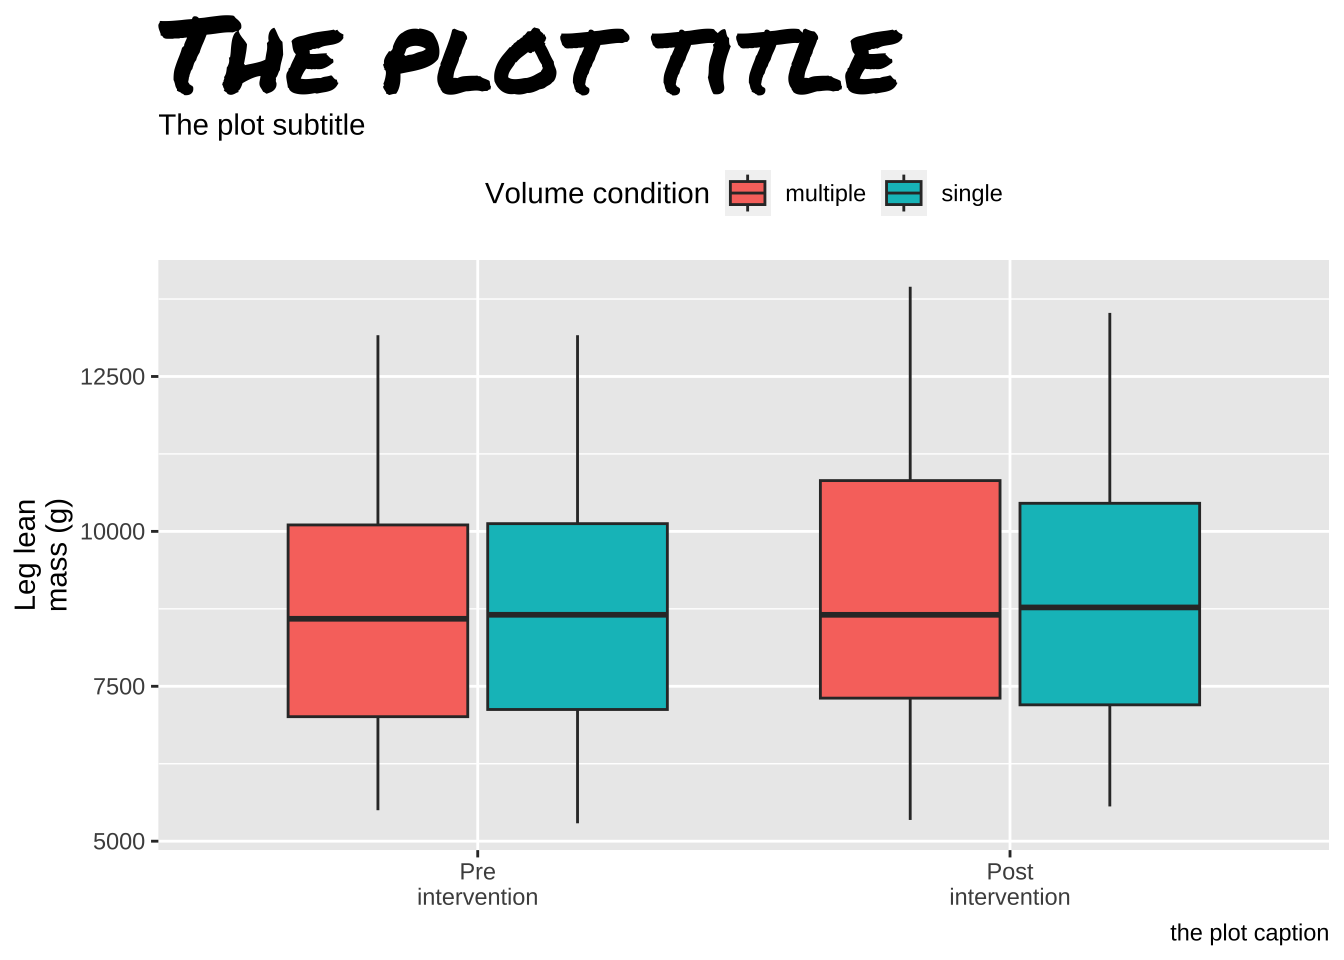 The plot title
The plot subtitle
Volume condition multiple single
12500
10000
7500
5000
Leg lean
mass (g)
Pre
intervention
Post
intervention
the plot caption